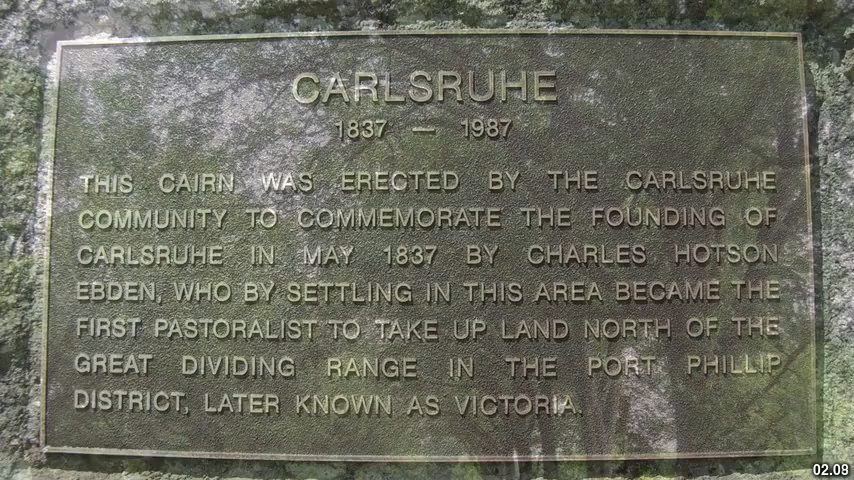 CARLSRUHE
1837 — 1987
THIS CAIRN WAS ERECTED BY THE CARLSRUHE
COMMUNITY TO COMMEMORATE THE FOUNDING OF
CARLSRUHE IN MAY 1837 BY CHARLES HOTSON
EBDEN, WHO BY SETTLING IN THIS AREA BECAME THE
FIRST PASTORALIST TO TAKE UP LAND NORTH OF THE
GREAT DIVIDING RANGE IN THE PORT PHILLIP
DISTRICT, LATER KNOWN AS VICTORIA.
02.09